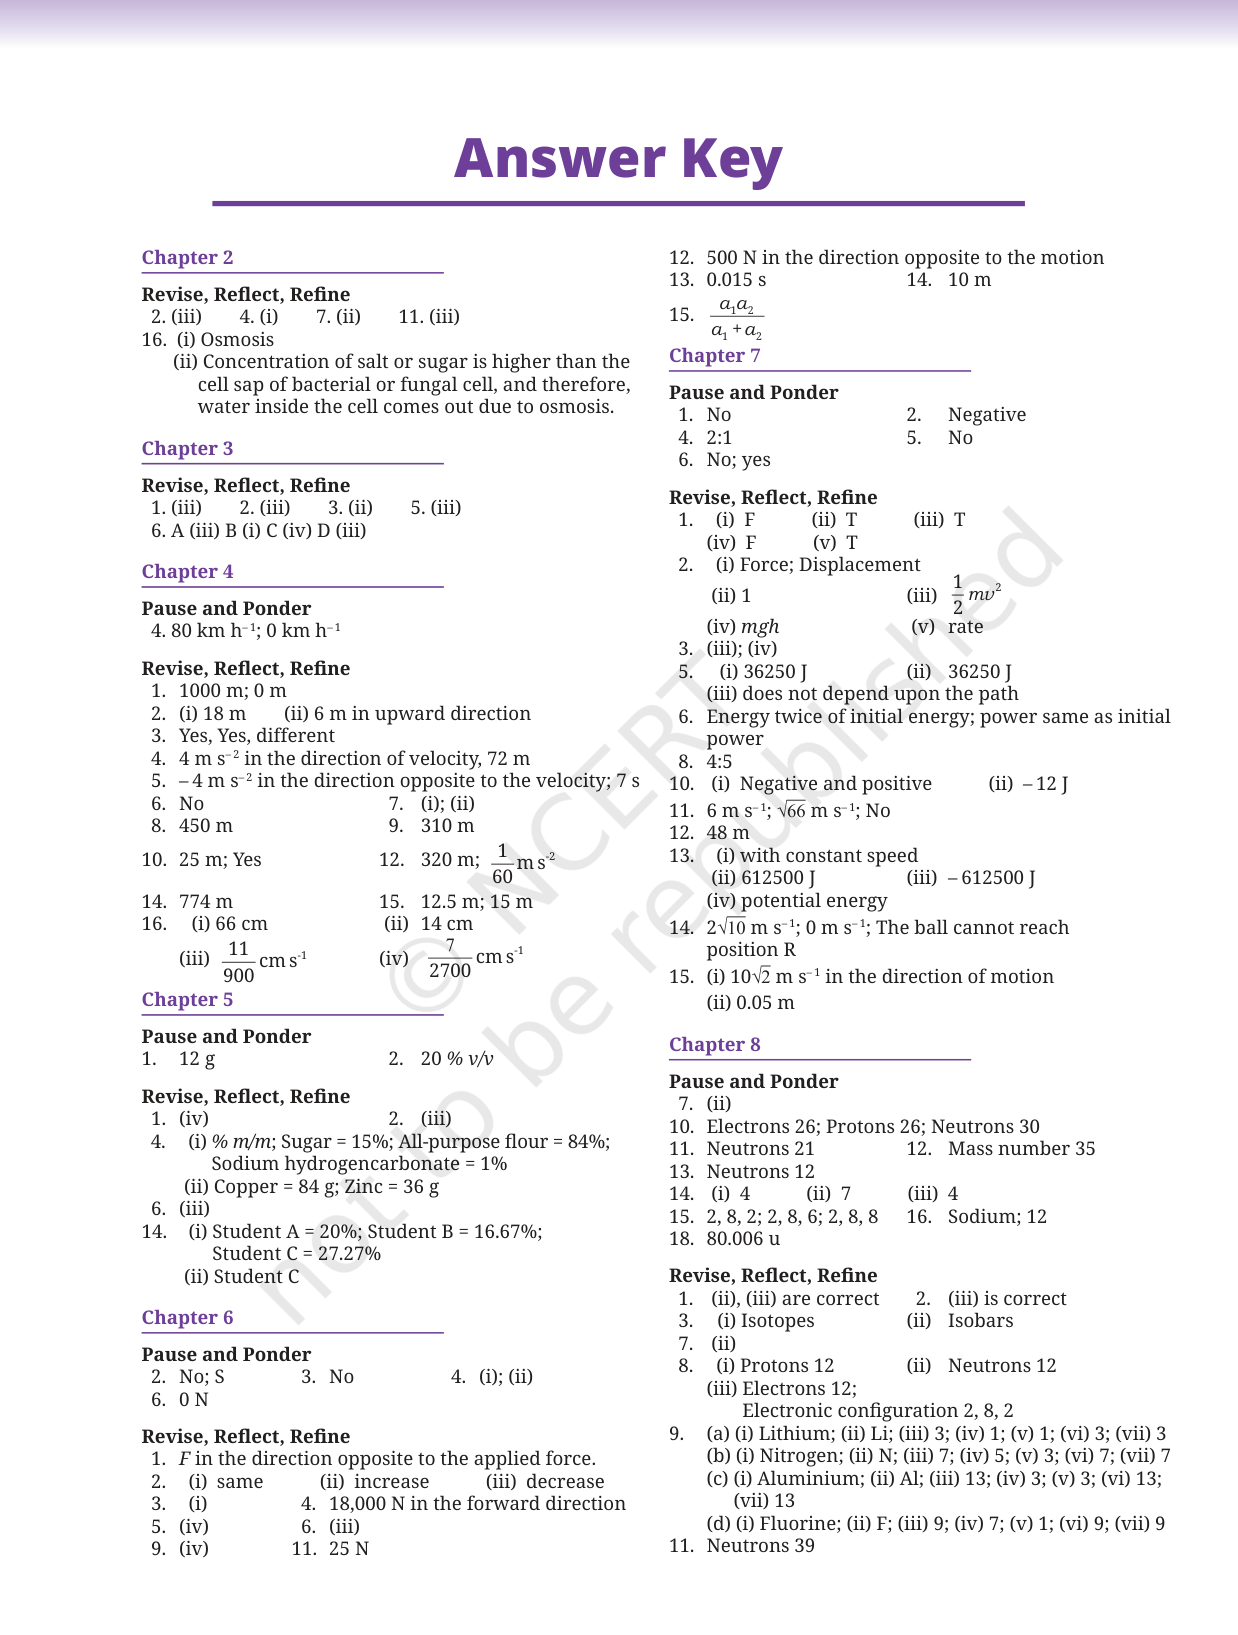 Answer Key
Chapter 2
Revise, Reflect, Refine
2. (iii) 4. (i) 7. (ii) 11. (iii)
16. (i) Osmosis
(ii) Concentration of salt or sugar is higher than the
cell sap of bacterial or fungal cell, and therefore,
water inside the cell comes out due to osmosis.
Chapter 3
Revise, Reflect, Refine
1. (iii) 2. (iii) 3. (ii) 5. (iii)
6. A (iii) B (i) C (iv) D (iii)
Chapter 4
Pause and Ponder
4. 80 km h⁻¹; 0 km h⁻¹
Revise, Reflect, Refine
1. 1000 m; 0 m
2. (i) 18 m (ii) 6 m in upward direction
3. Yes, Yes, different
4. 4 m s⁻² in the direction of velocity, 72 m
5. – 4 m s⁻² in the direction opposite to the velocity; 7 s
6. No 7. (i); (ii)
8. 450 m 9. 310 m
10. 25 m; Yes 12. 320 m; 1/60 m s⁻²
14. 774 m 15. 12.5 m; 15 m
16. (i) 66 cm (ii) 14 cm
(iii) 11/900 cm s⁻¹ (iv) 7/2700 cm s⁻¹
Chapter 5
Pause and Ponder
1. 12 g 2. 20 % v/v
Revise, Reflect, Refine
1. (iv) 2. (iii)
4. (i) % m/m; Sugar = 15%; All-purpose flour = 84%;
Sodium hydrogencarbonate = 1%
(ii) Copper = 84 g; Zinc = 36 g
6. (iii)
14. (i) Student A = 20%; Student B = 16.67%;
Student C = 27.27%
(ii) Student C
Chapter 6
Pause and Ponder
2. No; S 3. No 4. (i); (ii)
6. 0 N
Revise, Reflect, Refine
1. F in the direction opposite to the applied force.
2. (i) same (ii) increase (iii) decrease
3. (i) 4. 18,000 N in the forward direction
5. (iv) 6. (iii)
9. (iv) 11. 25 N
12. 500 N in the direction opposite to the motion
13. 0.015 s 14. 10 m
15. a₁a₂/a₁ + a₂
Chapter 7
Pause and Ponder
1. No 2. Negative
4. 2:1 5. No
6. No; yes
Revise, Reflect, Refine
1. (i) F (ii) T (iii) T
(iv) F (v) T
2. (i) Force; Displacement
(ii) 1 (iii) 1/2 mv²
(iv) mgh (v) rate
3. (iii); (iv)
5. (i) 36250 J (ii) 36250 J
(iii) does not depend upon the path
6. Energy twice of initial energy; power same as initial
power
8. 4:5
10. (i) Negative and positive (ii) – 12 J
11. 6 m s⁻¹; √66 m s⁻¹; No
12. 48 m
13. (i) with constant speed
(ii) 612500 J (iii) – 612500 J
(iv) potential energy
14. 2√10 m s⁻¹; 0 m s⁻¹; The ball cannot reach
position R
15. (i) 10√2 m s⁻¹ in the direction of motion
(ii) 0.05 m
Chapter 8
Pause and Ponder
7. (ii)
10. Electrons 26; Protons 26; Neutrons 30
11. Neutrons 21 12. Mass number 35
13. Neutrons 12
14. (i) 4 (ii) 7 (iii) 4
15. 2, 8, 2; 2, 8, 6; 2, 8, 8 16. Sodium; 12
18. 80.006 u
Revise, Reflect, Refine
1. (ii), (iii) are correct 2. (iii) is correct
3. (i) Isotopes (ii) Isobars
7. (ii)
8. (i) Protons 12 (ii) Neutrons 12
(iii) Electrons 12;
Electronic configuration 2, 8, 2
9. (a) (i) Lithium; (ii) Li; (iii) 3; (iv) 1; (v) 1; (vi) 3; (vii) 3
(b) (i) Nitrogen; (ii) N; (iii) 7; (iv) 5; (v) 3; (vi) 7; (vii) 7
(c) (i) Aluminium; (ii) Al; (iii) 13; (iv) 3; (v) 3; (vi) 13;
(vii) 13
(d) (i) Fluorine; (ii) F; (iii) 9; (iv) 7; (v) 1; (vi) 9; (vii) 9
11. Neutrons 39
© NCERT
not to be republished